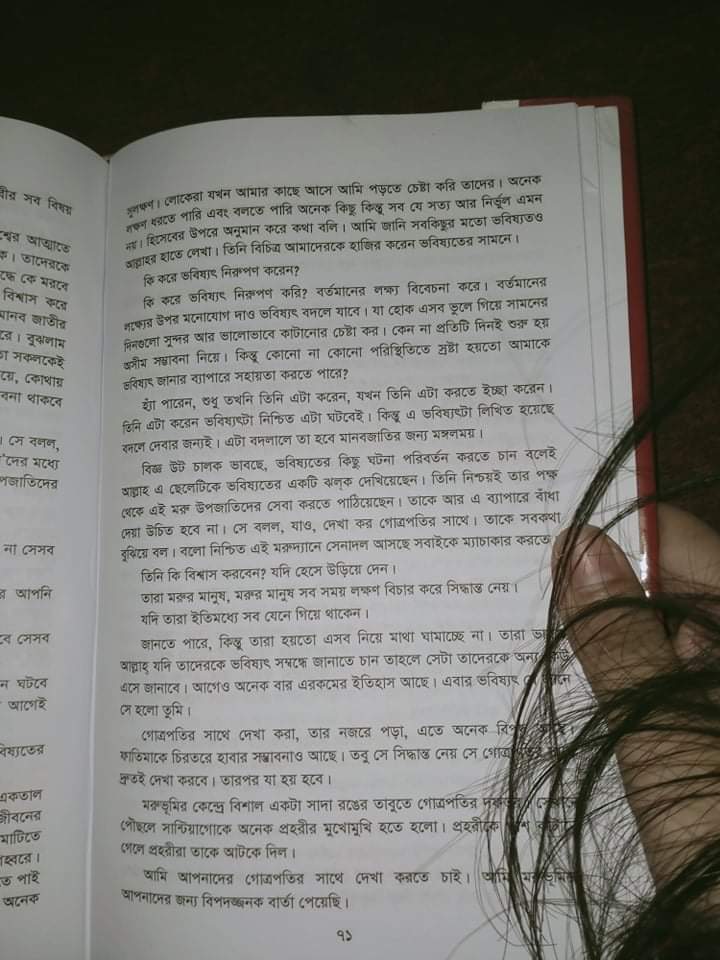 বীর সব বিষয়
শ্বের আত্মাতে
ক। তাদেরকে
দ্ধে কে মরবে
বিশ্বাস করে
মানব জাতীর
রে। বুঝলাম
তা সকলকেই
য়ে, কোথায়
বনা থাকবে
। সে বলল,
দের মধ্যে
পজাতিদের
না সেসব
র আপনি
বে সেসব
ন ঘটবে
আগেই
বিষ্যতের
একতাল
জীবনের
মাটিতে
হ্বরে।
ত পাই
অনেক
সুলক্ষণ। লোকেরা যখন আমার কাছে আসে আমি পড়তে চেষ্টা করি তাদের। অনেক
লক্ষণ ধরতে পারি এবং বলতে পারি অনেক কিছু কিন্তু সব যে সত্য আর নির্ভুল এমন
নয়। হিসেবের উপরে অনুমান করে কথা বলি। আমি জানি সবকিছুর মতো ভবিষ্যতও
আল্লাহর হাতে লেখা। তিনি বিচিত্র আমাদেরকে হাজির করেন ভবিষ্যতের সামনে।
কি করে ভবিষ্যৎ নিরুপণ করেন?
কি করে ভবিষ্যৎ নিরুপণ করি? বর্তমানের লক্ষ্য বিবেচনা করে। বর্তমানের
লক্ষ্যের উপর মনোযোগ দাও ভবিষ্যৎ বদলে যাবে। যা হোক এসব ভুলে গিয়ে সামনের
দিনগুলো সুন্দর আর ভালোভাবে কাটানোর চেষ্টা কর। কেন না প্রতিটি দিনই শুরু হয়
অসীম সম্ভাবনা নিয়ে। কিন্তু কোনো না কোনো পরিস্থিতিতে স্রষ্টা হয়তো আমাকে
ভবিষ্যৎ জানার ব্যাপারে সহায়তা করতে পারে?
হ্যাঁ পারেন, শুধু তখনি তিনি এটা করেন, যখন তিনি এটা করতে ইচ্ছা করেন।
তিনি এটা করেন ভবিষ্যৎটা নিশ্চিত এটা ঘটবেই। কিন্তু এ ভবিষ্যৎটা লিখিত হয়েছে
বদলে দেবার জন্যই। এটা বদলালে তা হবে মানবজাতির জন্য মঙ্গলময়।
বিজ্ঞ উট চালক ভাবছে, ভবিষ্যতের কিছু ঘটনা পরিবর্তন করতে চান বলেই
আল্লাহ এ ছেলেটিকে ভবিষ্যতের একটি ঝল্‌ক দেখিয়েছেন। তিনি নিশ্চয়ই তার পক্ষ
থেকে এই মরু উপজাতিদের সেবা করতে পাঠিয়েছেন। তাকে আর এ ব্যাপারে বাঁধা
দেয়া উচিত হবে না। সে বলল, যাও, দেখা কর গোত্রপতির সাথে। তাকে সবকথা
বুঝিয়ে বল। বলো নিশ্চিত এই মরুদ্যানে সেনাদল আসছে সবাইকে ম্যাচাকার করতে।
তিনি কি বিশ্বাস করবেন? যদি হেসে উড়িয়ে দেন।
তারা মরুর মানুষ, মরুর মানুষ সব সময় লক্ষণ বিচার করে সিদ্ধান্ত নেয়।
যদি তারা ইতিমধ্যে সব যেনে গিয়ে থাকেন।
জানতে পারে, কিন্তু তারা হয়তো এসব নিয়ে মাথা ঘামাচ্ছে না। তারা
আল্লাহ্ যদি তাদেরকে ভবিষ্যৎ সম্বন্ধে জানাতে চান তাহলে সেটা তাদেরকে অন্য
এসে জানাবে। আগেও অনেক বার এরকমের ইতিহাস আছে। এবার ভবিষ্যৎ
সে হলো তুমি।
গোত্রপতির সাথে দেখা করা, তার নজরে পড়া, এতে অনেক
ফাতিমাকে চিরতরে হাবার সম্ভাবনাও আছে। তবু সে সিদ্ধান্ত নেয় সে
দ্রুতই দেখা করবে। তারপর যা হয় হবে।
মরুভূমির কেন্দ্রে বিশাল একটা সাদা রঙের তাবুতে গোত্রপতির
পৌছলে সান্টিয়াগোকে অনেক প্রহরীর মুখোমুখি হতে হলো। প্রহরীকে
গেলে প্রহরীরা তাকে আটকে দিল।
আমি আপনাদের গোত্রপতির সাথে দেখা করতে চাই। আমি
আপনাদের জন্য বিপদজ্জনক বার্তা পেয়েছি।
৭১